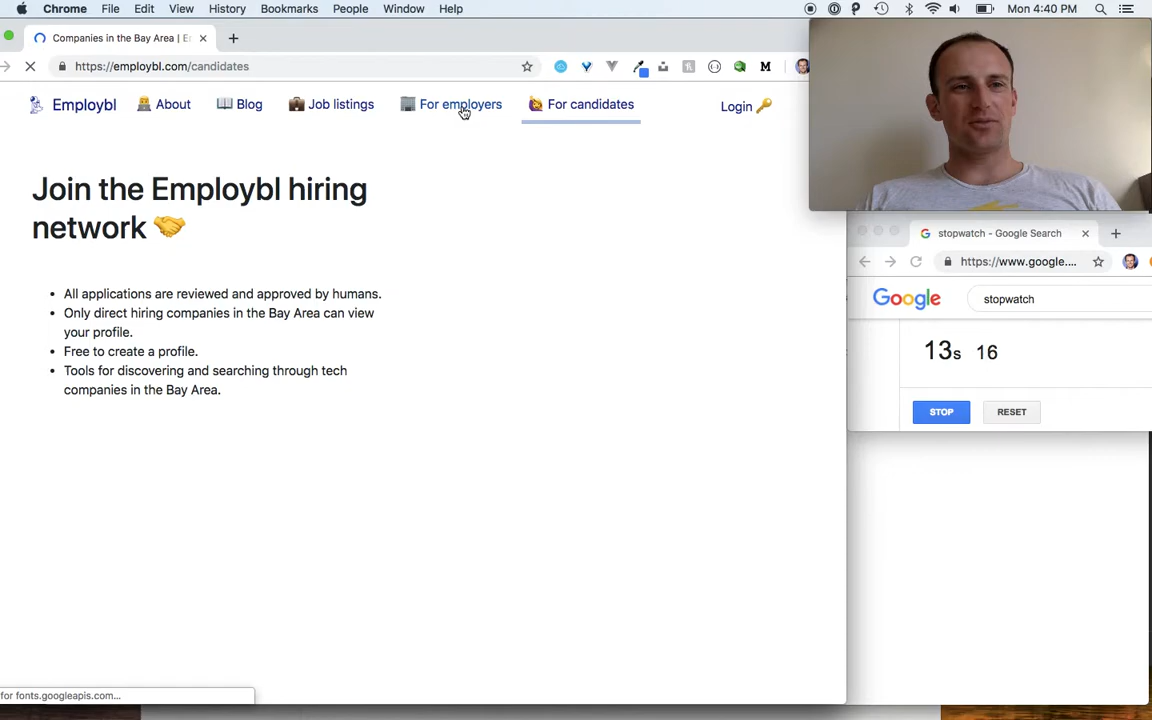 Chrome File Edit View History Bookmarks People Window Help Mon 4:40 PM
Companies in the Bay Area |
https://employbl.com/candidates
Employbl About Blog Job listings For employers For candidates Login
Join the Employbl hiring
network
All applications are reviewed and approved by humans.
Only direct hiring companies in the Bay Area can view
your profile.
Free to create a profile.
Tools for discovering and searching through tech
companies in the Bay Area.
for fonts.googleapis.com...
stopwatch - Google Search
https://www.google....
Google stopwatch
13s 16
STOP RESET